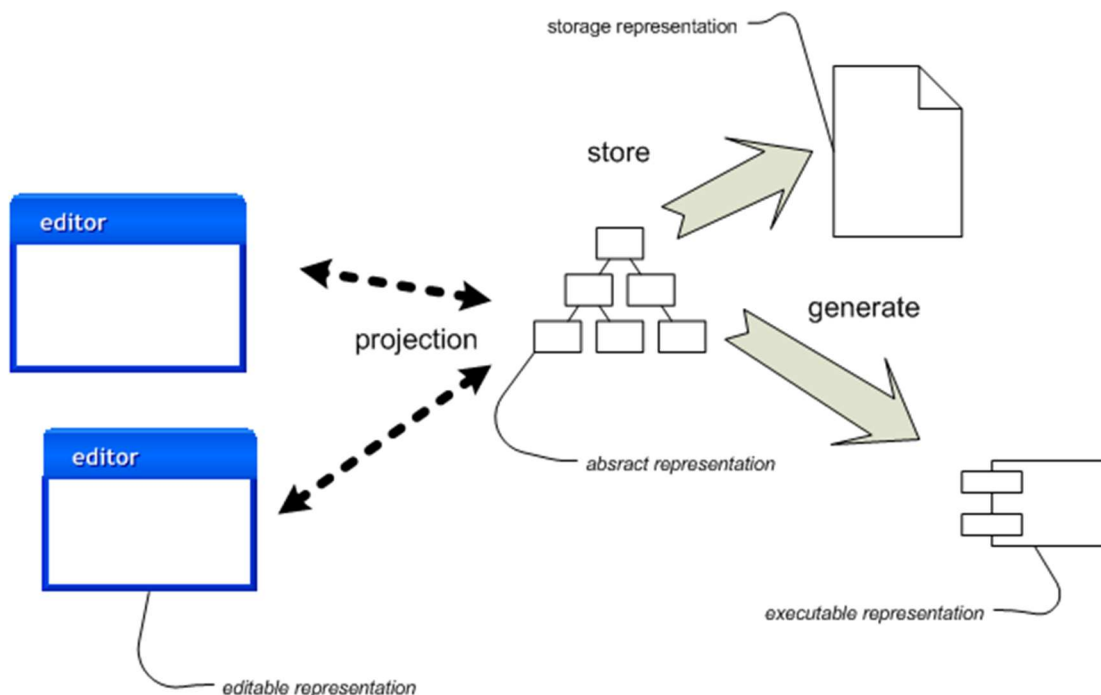 storage representation
store
editor
generate
projection
editor
absract representation
executable representation
editable representation